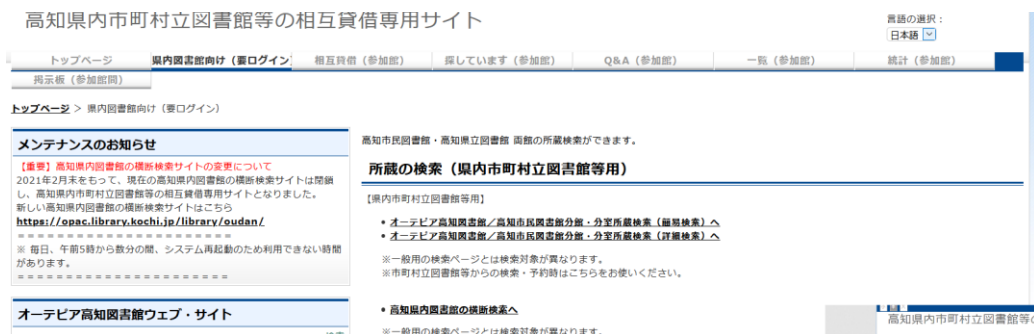 高知県内市町村立図書館等の相互貸借専用サイト
言語の選択：
日本語
トップページ
県内図書館向け（要ログイン）
相互貸借（参加館）
探しています（参加館）
Q&A（参加館）
一覧（参加館）
統計（参加館）
掲示板（参加館間）
トップページ > 県内図書館向け（要ログイン）
メンテナンスのお知らせ
【重要】高知県内図書館の横断検索サイトの変更について
2021年2月末をもって、現在の高知県内図書館の横断検索サイトは閉鎖
し、高知県内市町村立図書館等の相互貸借専用サイトとなりました。
新しい高知県内図書館の横断検索サイトはこちら
https://opac.library.kochi.jp/library/oudan/
= = = = = = = = = = = = = = = = = = = = = = =
※ 毎日、午前5時から数分の間、システム再起動のため利用できない時間
があります。
= = = = = = = = = = = = = = = = = = = = = = =
オーテピア高知図書館ウェブ・サイト
高知市民図書館・高知県立図書館 両館の所蔵検索ができます。
所蔵の検索（県内市町村立図書館等用）
【県内市町村立図書館等用】
• オーテピア高知図書館／高知市民図書館分館・分室所蔵検索（簡易検索）へ
• オーテピア高知図書館／高知市民図書館分館・分室所蔵検索（詳細検索）へ
※一般用の検索ページとは検索対象が異なります。
※市町村立図書館等からの検索・予約時はこちらをお使いください。
• 高知県内図書館の横断検索へ
※一般用の検索ページとは検索対象が異なります。
高知県内市町村立図書館等